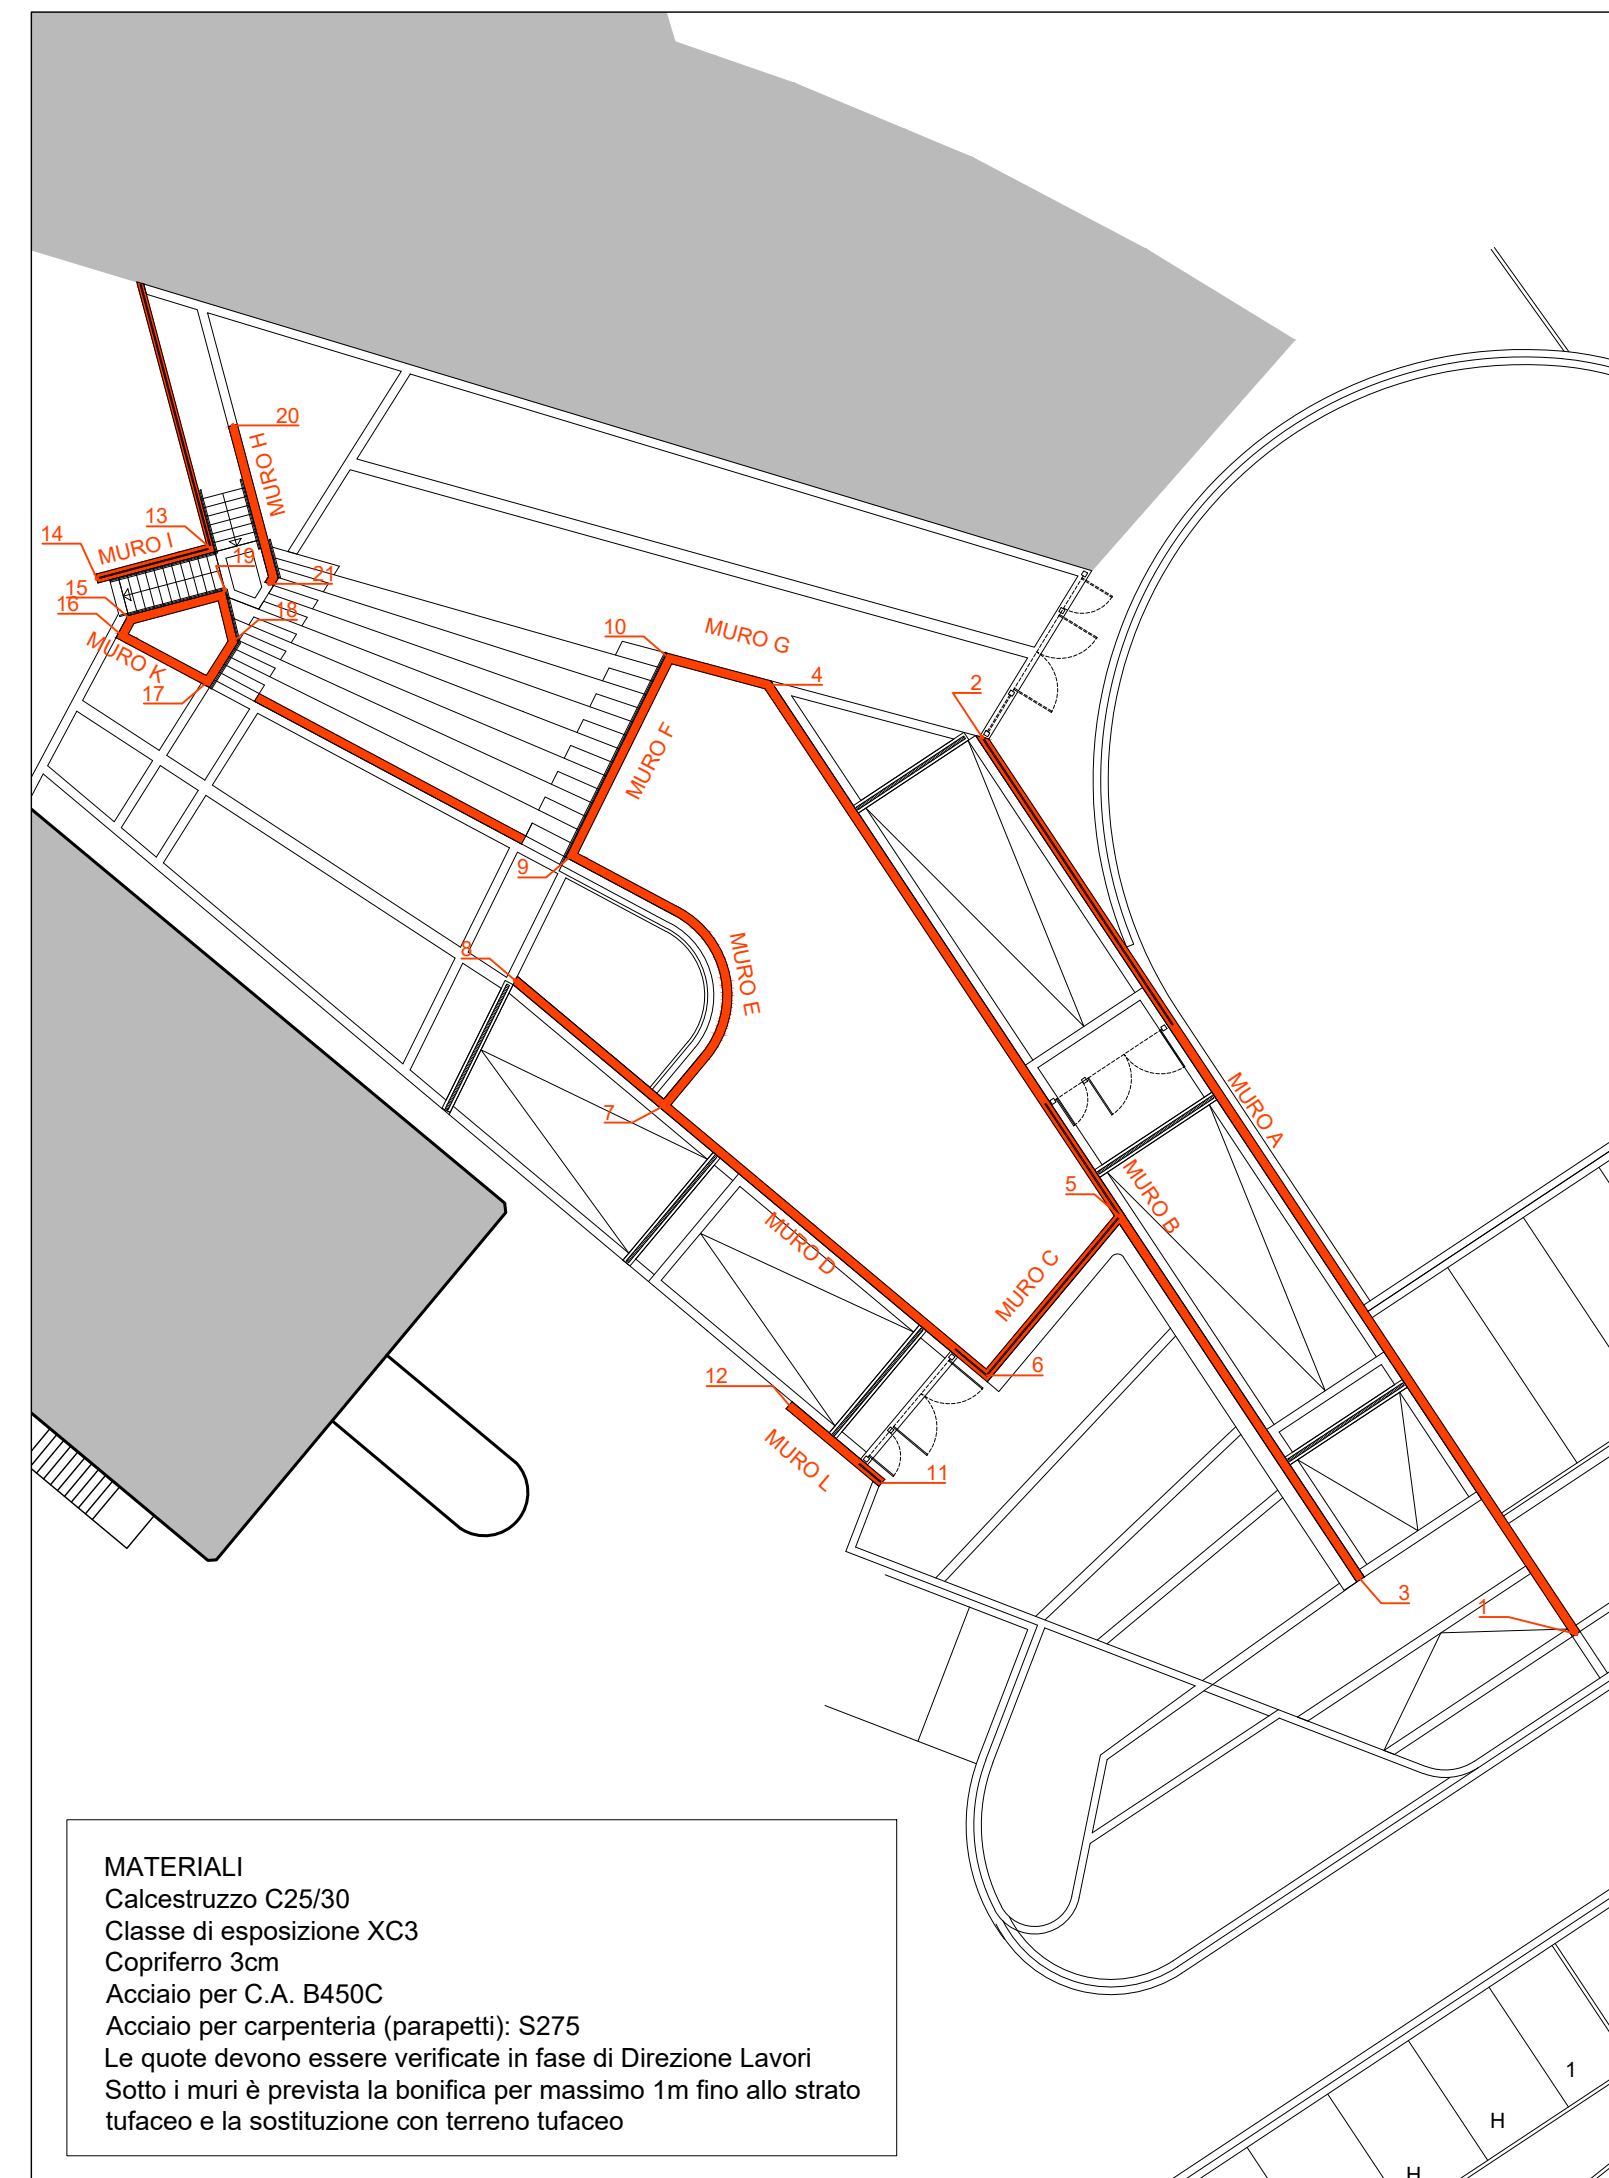 20
MURO H
13
14
MURO I
19
21
15
16
18
MURO K
17
10
MURO G
4
2
MURO F
9
8
MURO E
7
MURO A
5
MURO B
MURO D
MURO C
6
12
11
MURO L
3
1
MATERIALI
Calcestruzzo C25/30
Classe di esposizione XC3
Copriferro 3cm
Acciaio per C.A. B450C
Acciaio per carpenteria (parapetti): S275
Le quote devono essere verificate in fase di Direzione Lavori
Sotto i muri è prevista la bonifica per massimo 1m fino allo strato
tufaceo e la sostituzione con terreno tufaceo
1
H
H